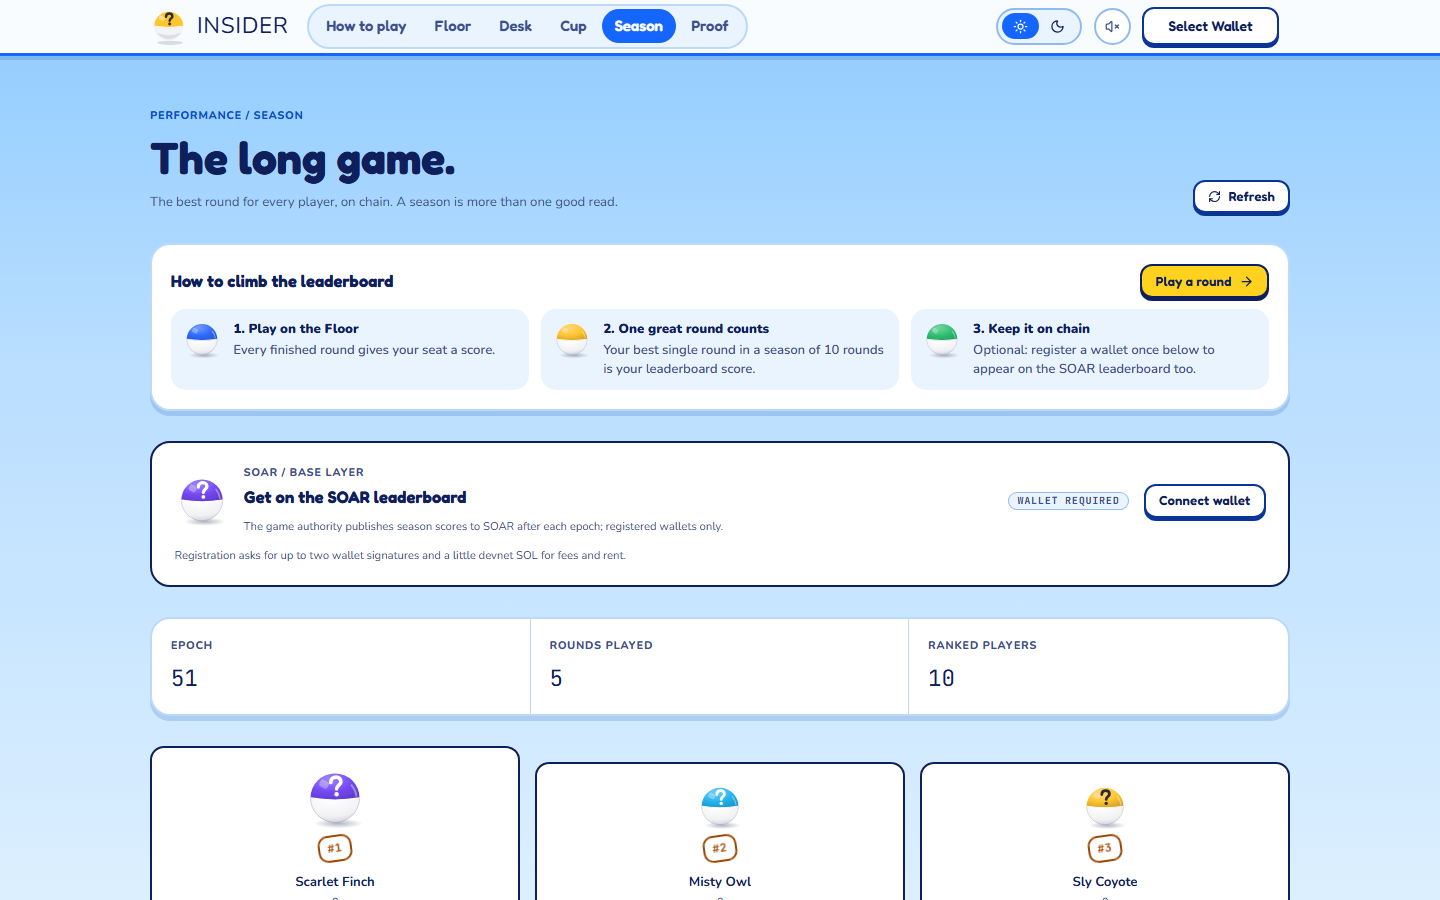 INSIDER
How to play
Floor
Desk
Cup
Season
Proof
Select Wallet
PERFORMANCE / SEASON
The long game.
The best round for every player, on chain. A season is more than one good read.
Refresh
How to climb the leaderboard
Play a round
1. Play on the Floor
Every finished round gives your seat a score.
2. One great round counts
Your best single round in a season of 10 rounds
is your leaderboard score.
3. Keep it on chain
Optional: register a wallet once below to
appear on the SOAR leaderboard too.
SOAR / BASE LAYER
Get on the SOAR leaderboard
The game authority publishes season scores to SOAR after each epoch; registered wallets only.
WALLET REQUIRED
Connect wallet
Registration asks for up to two wallet signatures and a little devnet SOL for fees and rent.
EPOCH
51
ROUNDS PLAYED
5
RANKED PLAYERS
10
?
#1
Scarlet Finch
?
#2
Misty Owl
?
#3
Sly Coyote